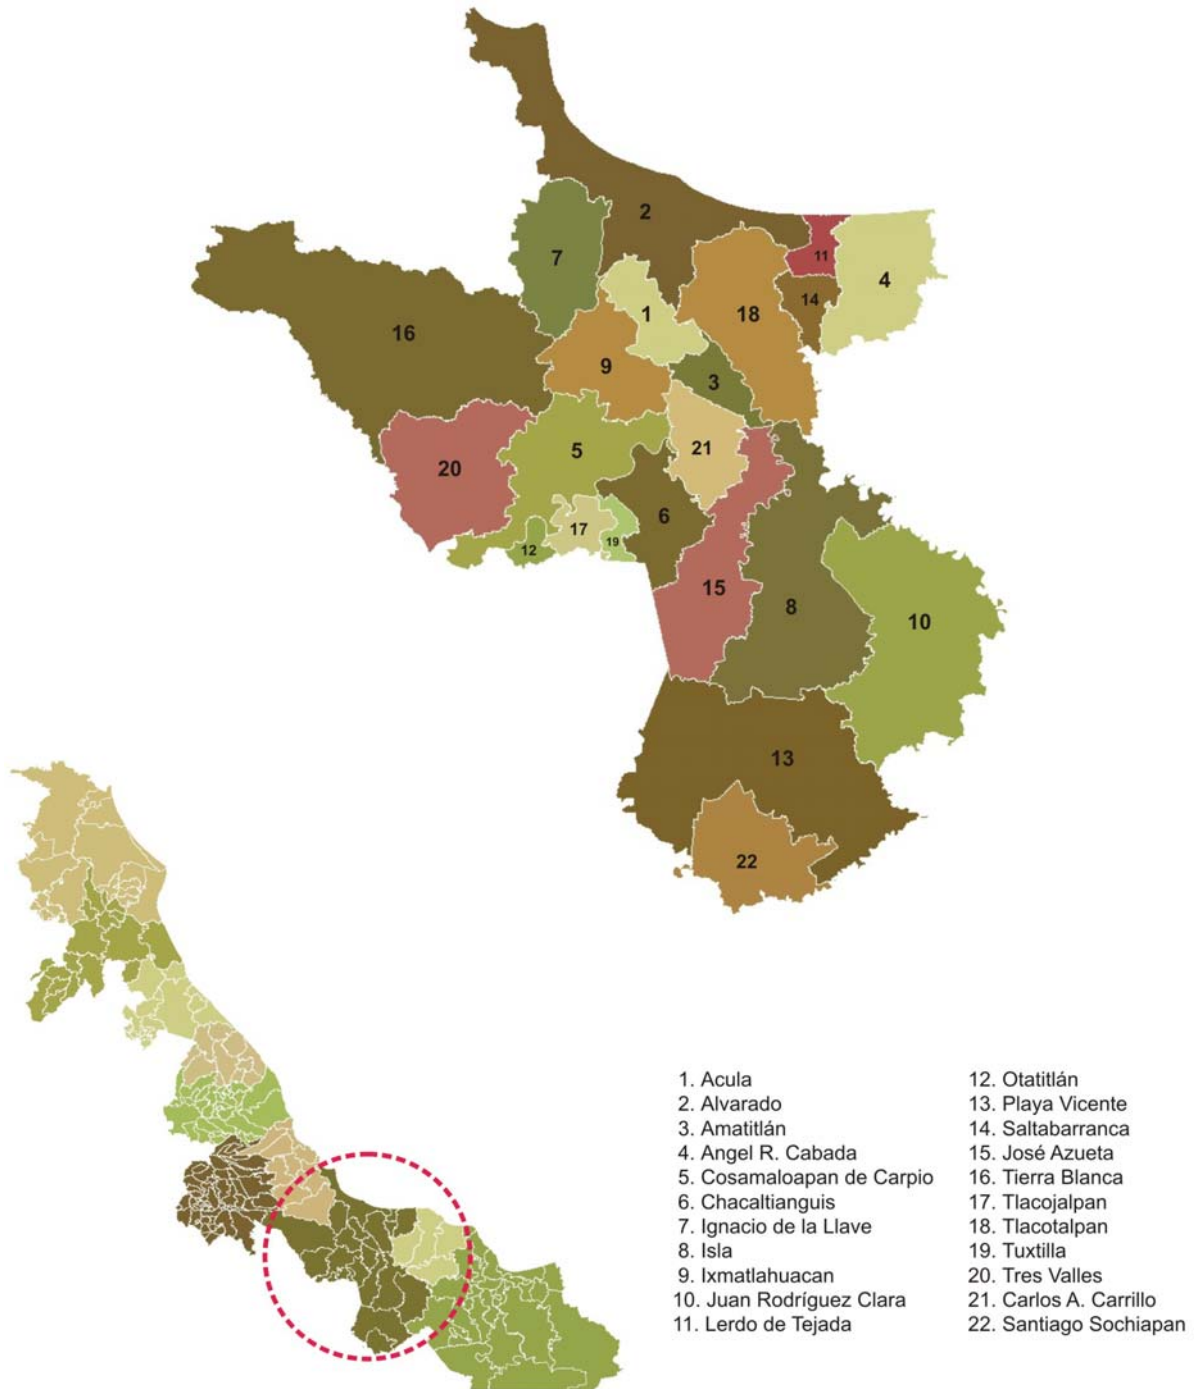 2
7
11
4
14
1
18
16
9
3
5
21
20
6
17
19
12
15
8
10
13
22
1. Acula
2. Alvarado
3. Amatitlán
4. Angel R. Cabada
5. Cosamaloapan de Carpio
6. Chacaltianguis
7. Ignacio de la Llave
8. Isla
9. Ixmatlahuacan
10. Juan Rodríguez Clara
11. Lerdo de Tejada
12. Otatitlán
13. Playa Vicente
14. Saltabarranca
15. José Azueta
16. Tierra Blanca
17. Tlacojalpan
18. Tlacotalpan
19. Tuxtilla
20. Tres Valles
21. Carlos A. Carrillo
22. Santiago Sochiapan